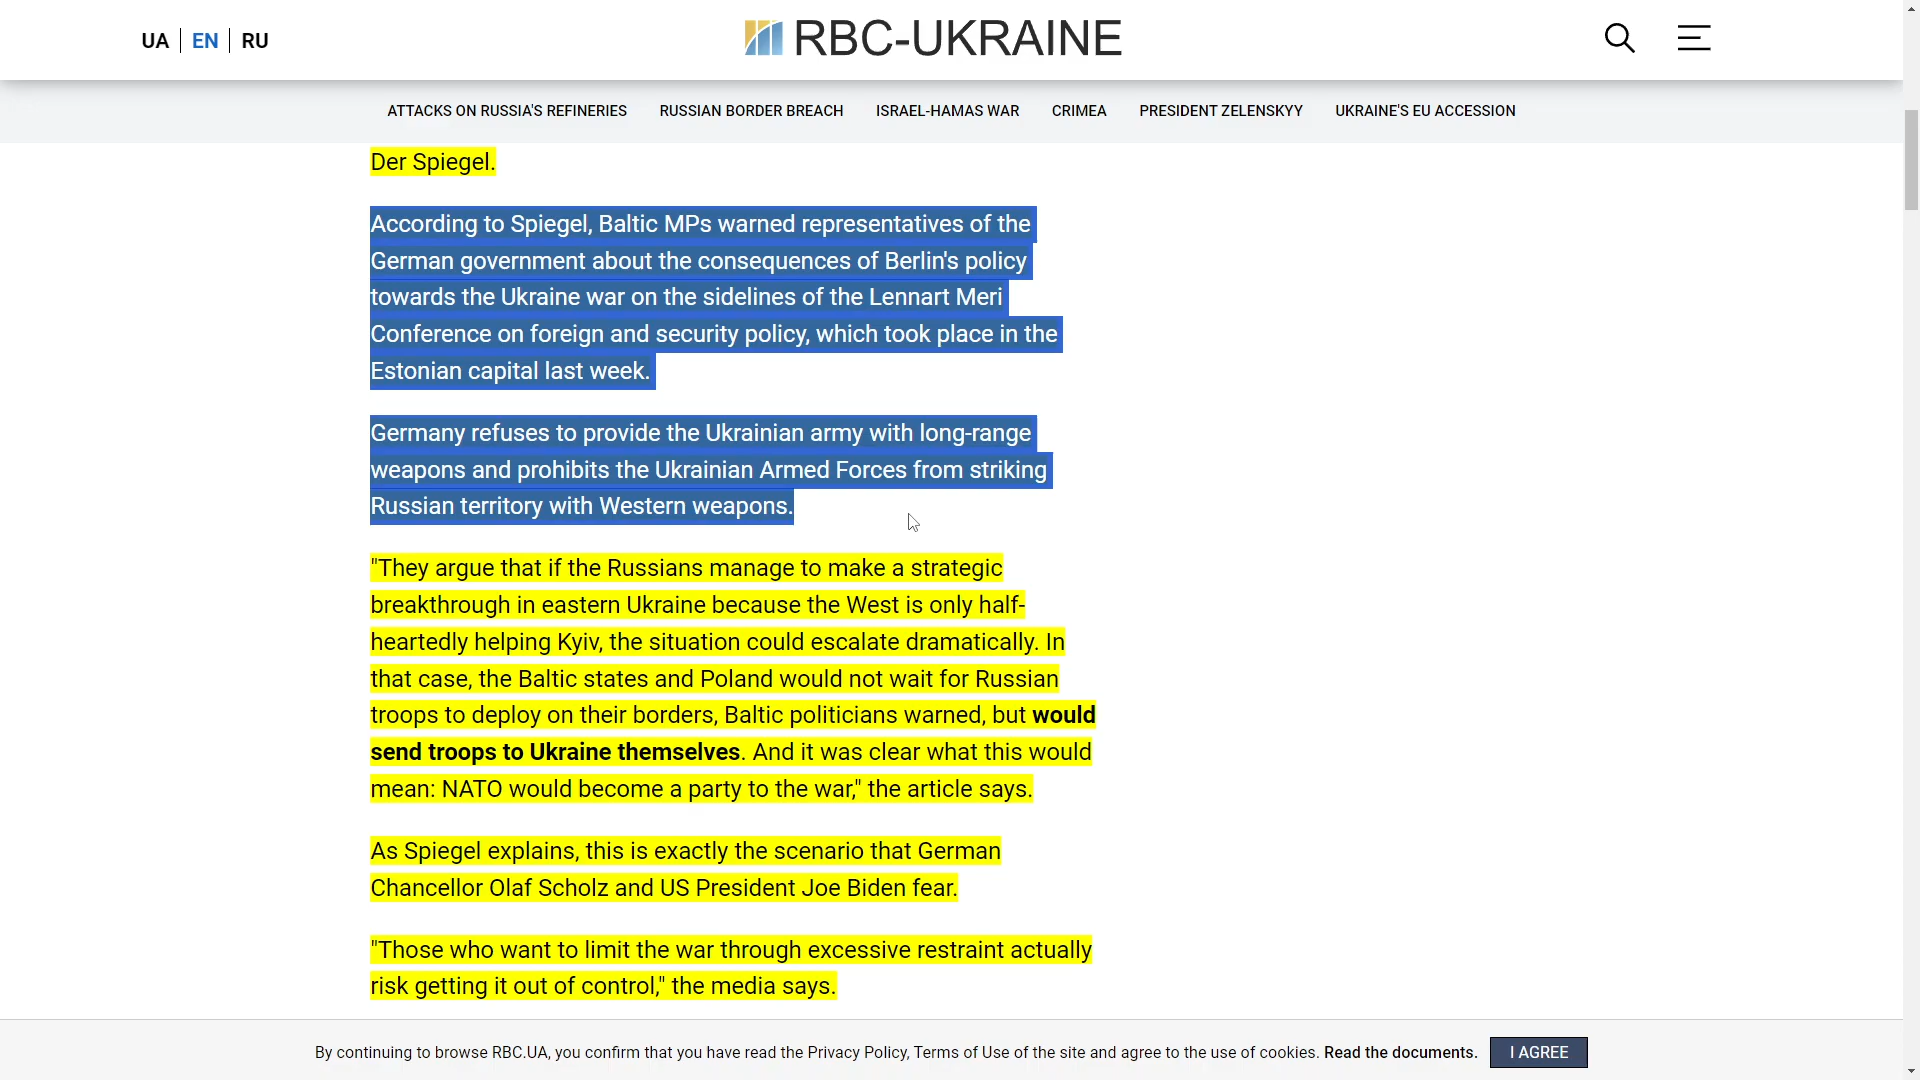 UA EN RU
RBC-UKRAINE
ATTACKS ON RUSSIA'S REFINERIES RUSSIAN BORDER BREACH ISRAEL-HAMAS WAR CRIMEA PRESIDENT ZELENSKYY UKRAINE'S EU ACCESSION
Der Spiegel.
According to Spiegel, Baltic MPs warned representatives of the
German government about the consequences of Berlin's policy
towards the Ukraine war on the sidelines of the Lennart Meri
Conference on foreign and security policy, which took place in the
Estonian capital last week.
Germany refuses to provide the Ukrainian army with long-range
weapons and prohibits the Ukrainian Armed Forces from striking
Russian territory with Western weapons.
"They argue that if the Russians manage to make a strategic
breakthrough in eastern Ukraine because the West is only half-
heartedly helping Kyiv, the situation could escalate dramatically. In
that case, the Baltic states and Poland would not wait for Russian
troops to deploy on their borders, Baltic politicians warned, but would
send troops to Ukraine themselves. And it was clear what this would
mean: NATO would become a party to the war," the article says.
As Spiegel explains, this is exactly the scenario that German
Chancellor Olaf Scholz and US President Joe Biden fear.
"Those who want to limit the war through excessive restraint actually
risk getting it out of control," the media says.
By continuing to browse RBC.UA, you confirm that you have read the Privacy Policy, Terms of Use of the site and agree to the use of cookies. Read the documents. I AGREE